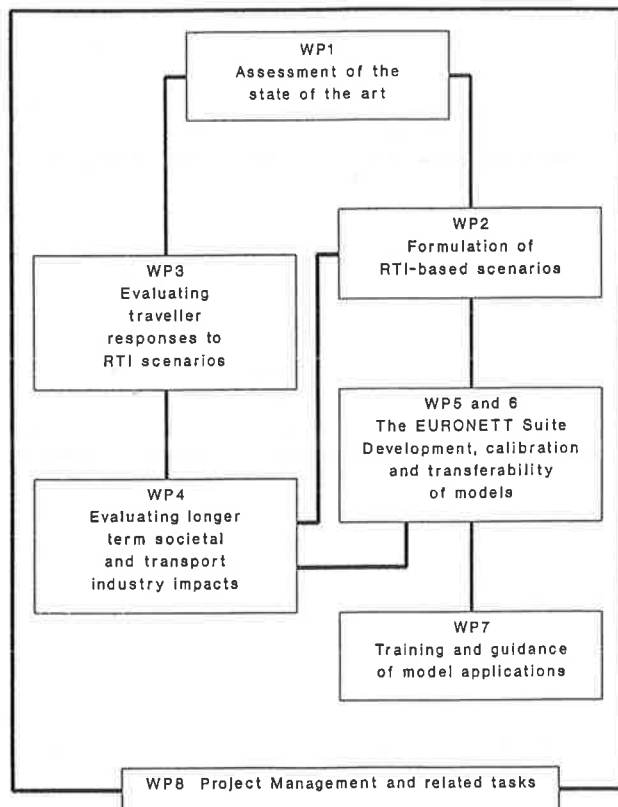 WP1
Assessment of the
state of the art
WP2
Formulation of
RTI-based scenarios
WP3
Evaluating
traveller
responses to
RTI scenarios
WP5 and 6
The EURONETT Suite
Development, calibration
and transferability
of models
WP4
Evaluating longer
term societal
and transport
industry impacts
WP7
Training and guidance
of model applications
WP8 Project Management and related tasks